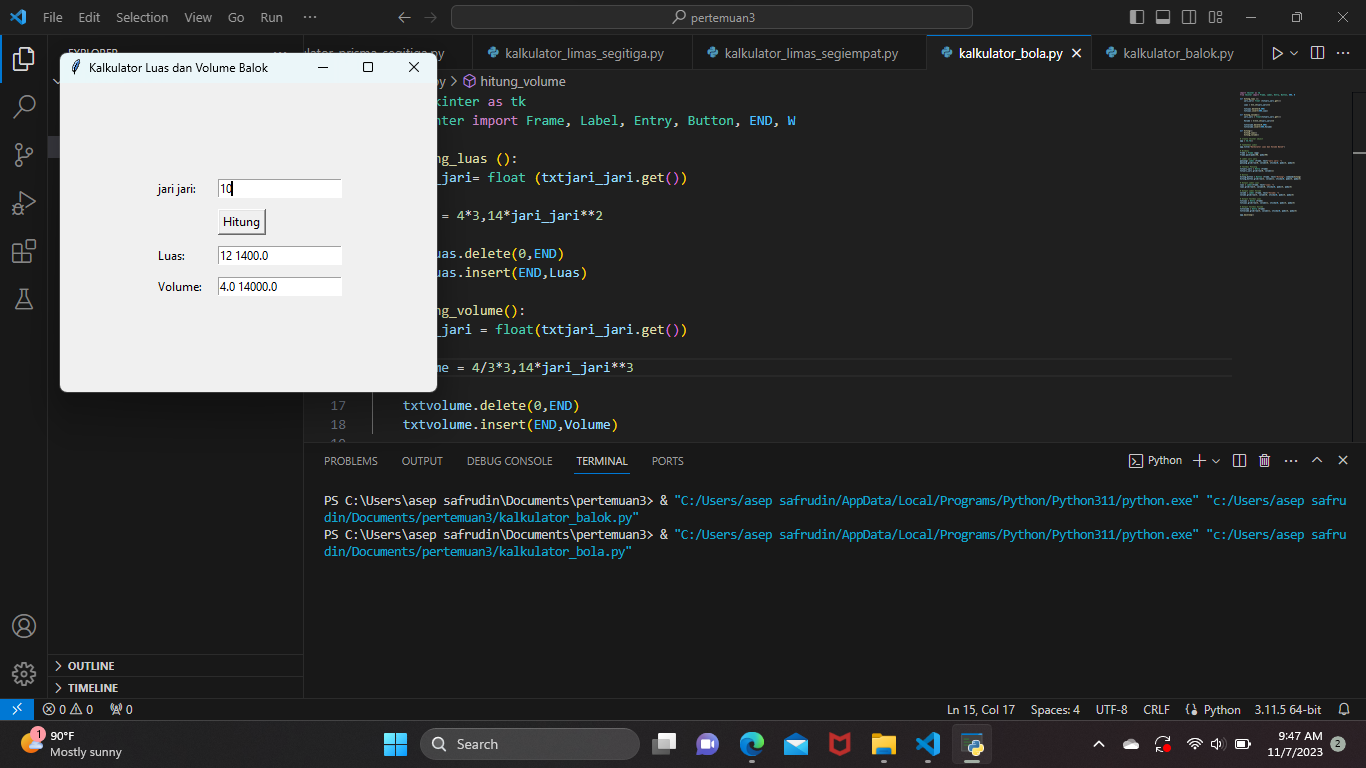 File Edit Selection View Go Run ···
pertemuan3
EXPLORER
kalkulator_prisma_segitiga.py kalkulator_limas_segitiga.py kalkulator_limas_segiempat.py kalkulator_bola.py kalkulator_balok.py
Kalkulator Luas dan Volume Balok
jari jari: 10
Hitung
Luas: 12 1400.0
Volume: 4.0 14000.0
py > hitung_volume
kinter as tk
nter import Frame, Label, Entry, Button, END, W
ng_luas ():
_jari= float (txtjari_jari.get())
= 4*3,14*jari_jari**2
uas.delete(0,END)
uas.insert(END,Luas)
ng_volume():
_jari = float(txtjari_jari.get())
me = 4/3*3,14*jari_jari**3
17 txtvolume.delete(0,END)
18 txtvolume.insert(END,Volume)
PROBLEMS OUTPUT DEBUG CONSOLE TERMINAL PORTS
Python
PS C:\Users\asep safrudin\Documents\pertemuan3> & "C:/Users/asep safrudin/AppData/Local/Programs/Python/Python311/python.exe" "c:/Users/asep safru
din/Documents/pertemuan3/kalkulator_balok.py"
PS C:\Users\asep safrudin\Documents\pertemuan3> & "C:/Users/asep safrudin/AppData/Local/Programs/Python/Python311/python.exe" "c:/Users/asep safru
din/Documents/pertemuan3/kalkulator_bola.py"
OUTLINE
TIMELINE
0 0 0
Ln 15, Col 17 Spaces: 4 UTF-8 CRLF Python 3.11.5 64-bit
1
90°F
Mostly sunny
Search
9:47 AM
11/7/2023
2